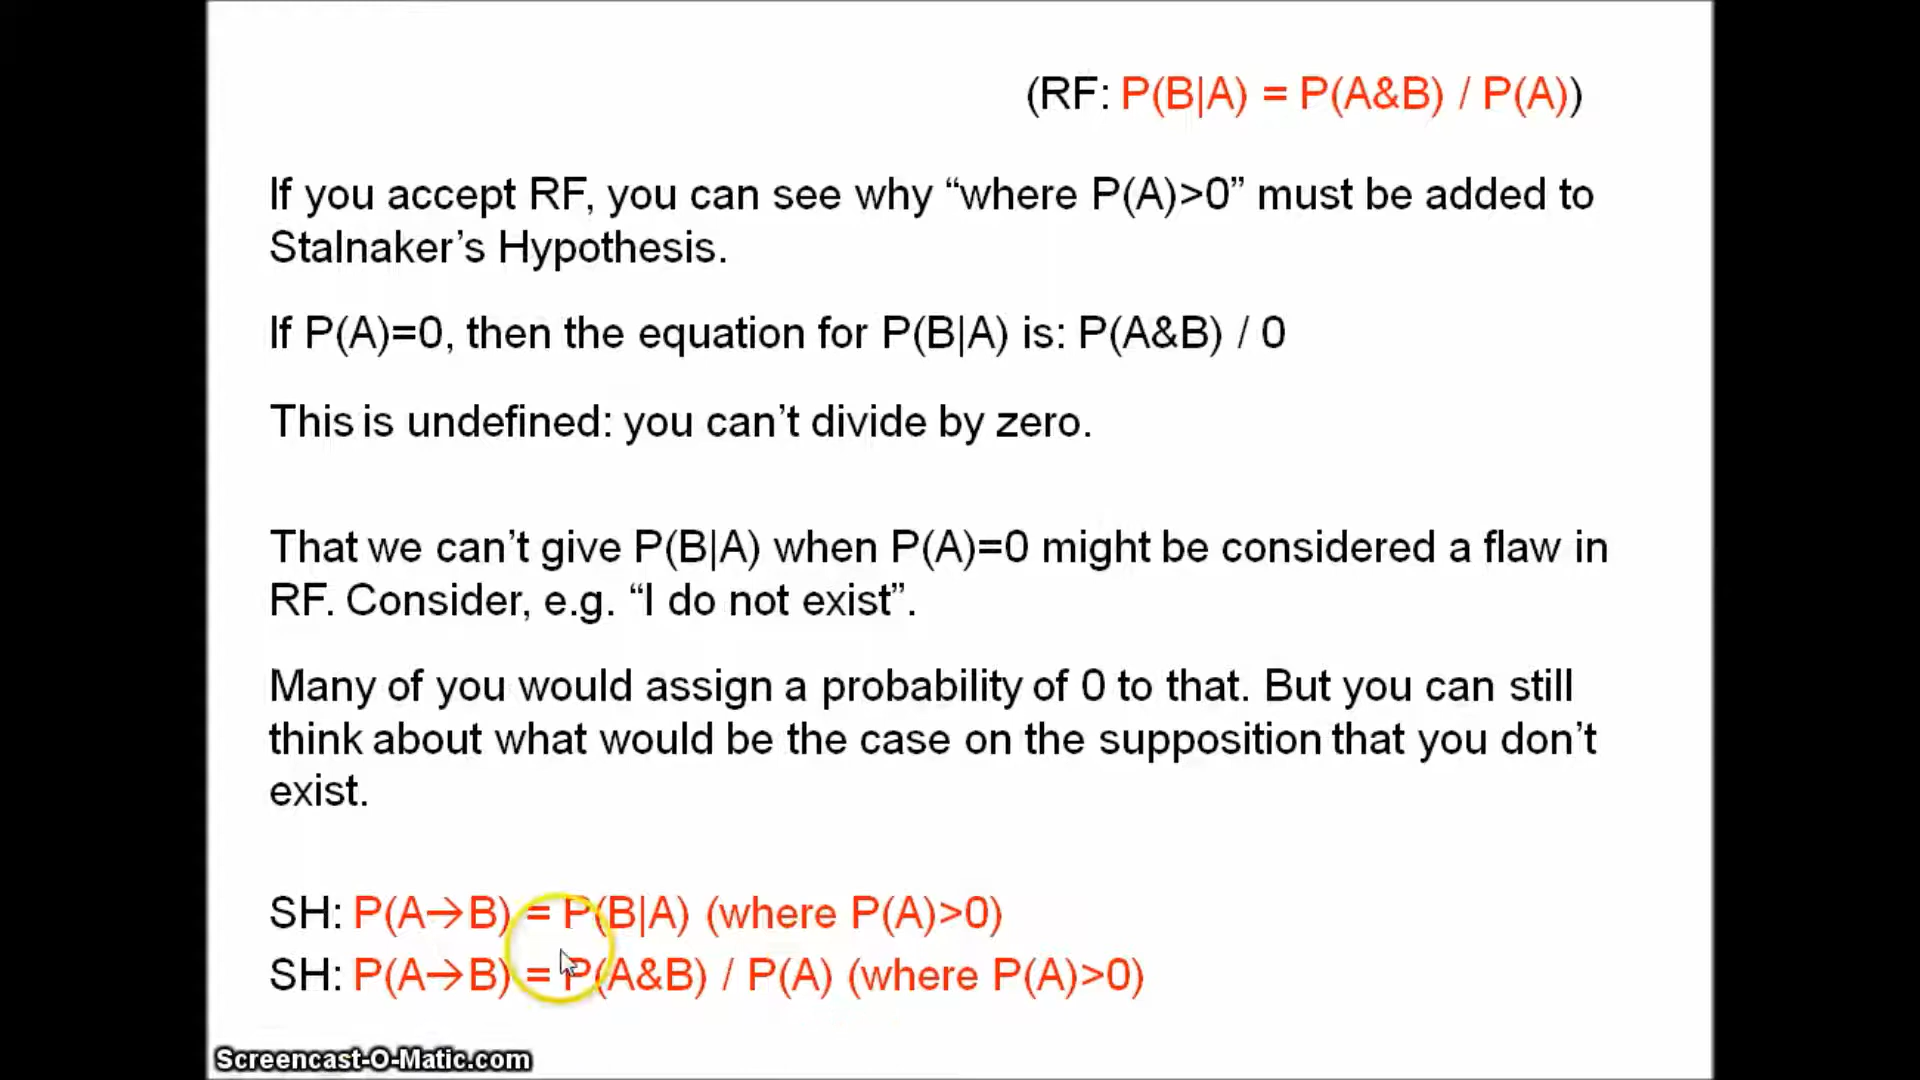 (RF: P(B|A) = P(A&B) / P(A))
If you accept RF, you can see why “where P(A)>0” must be added to
Stalnaker’s Hypothesis.
If P(A)=0, then the equation for P(B|A) is: P(A&B) / 0
This is undefined: you can’t divide by zero.
That we can’t give P(B|A) when P(A)=0 might be considered a flaw in
RF. Consider, e.g. “I do not exist”.
Many of you would assign a probability of 0 to that. But you can still
think about what would be the case on the supposition that you don’t
exist.
SH: P(A→B) = P(B|A) (where P(A)>0)
SH: P(A→B) = P(A&B) / P(A) (where P(A)>0)
Screencast-O-Matic.com